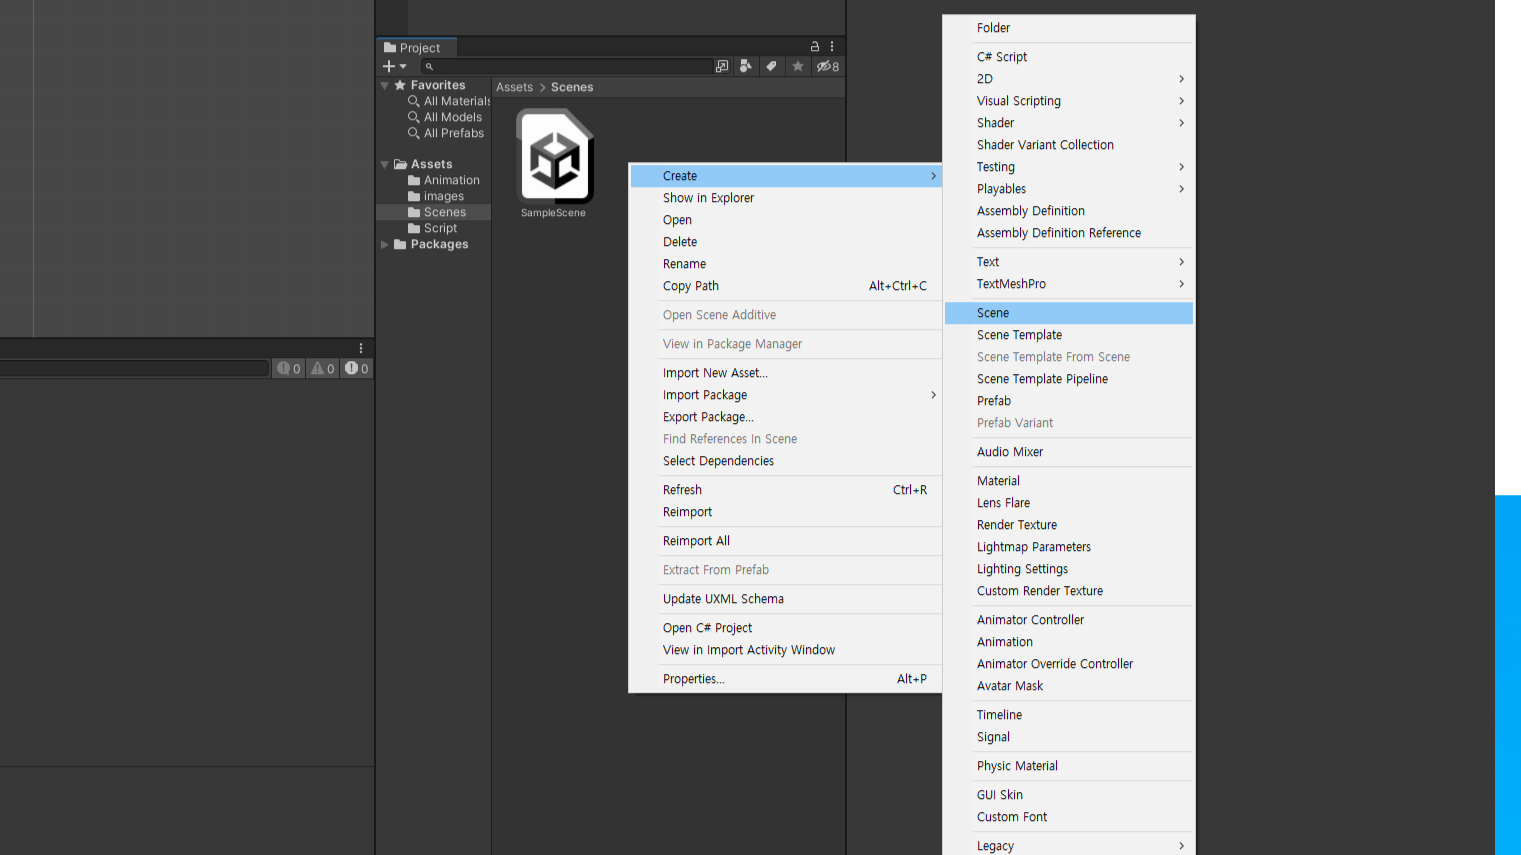 Project
8
Favorites
All Materials
All Models
All Prefabs
Assets
Animation
images
Scenes
Script
Packages
Assets > Scenes
SampleScene
0 0 0
Create
Show in Explorer
Open
Delete
Rename
Copy Path Alt+Ctrl+C
Open Scene Additive
View in Package Manager
Import New Asset...
Import Package
Export Package...
Find References In Scene
Select Dependencies
Refresh Ctrl+R
Reimport
Reimport All
Extract From Prefab
Update UXML Schema
Open C# Project
View in Import Activity Window
Properties... Alt+P
Folder
C# Script
2D
Visual Scripting
Shader
Shader Variant Collection
Testing
Playables
Assembly Definition
Assembly Definition Reference
Text
TextMeshPro
Scene
Scene Template
Scene Template From Scene
Scene Template Pipeline
Prefab
Prefab Variant
Audio Mixer
Material
Lens Flare
Render Texture
Lightmap Parameters
Lighting Settings
Custom Render Texture
Animator Controller
Animation
Animator Override Controller
Avatar Mask
Timeline
Signal
Physic Material
GUI Skin
Custom Font
Legacy